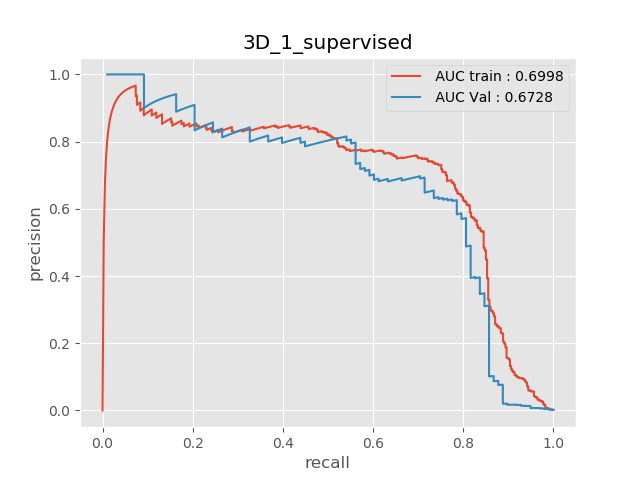 3D_1_supervised
AUC train : 0.6998
AUC Val : 0.6728
1.0
0.8
0.6
0.4
0.2
0.0
precision
0.0 0.2 0.4 0.6 0.8 1.0
recall